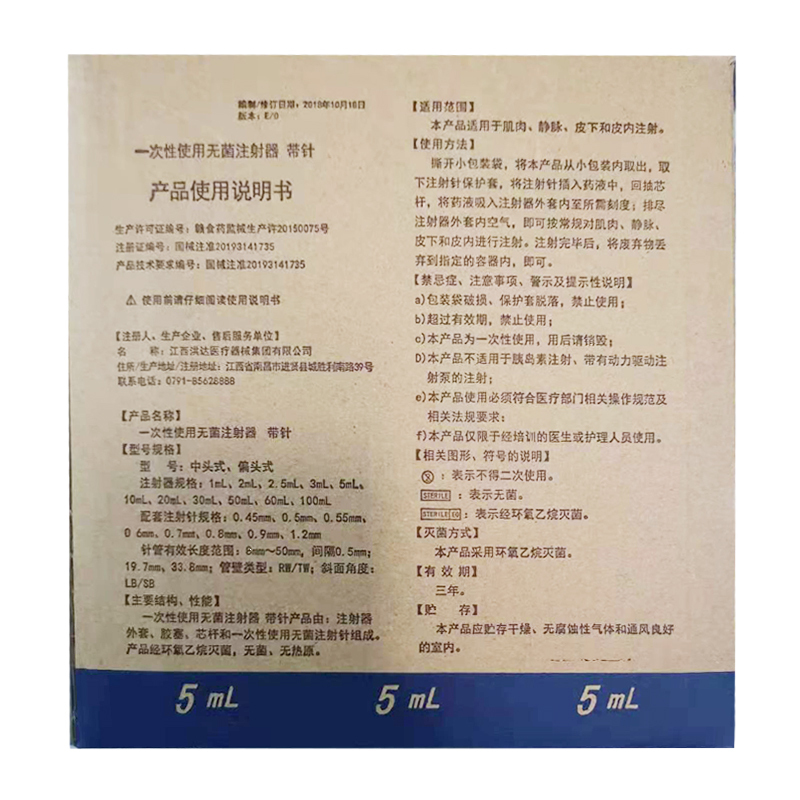 编制/修订日期：2018年10月18日
版本：E/0
一次性使用无菌注射器 带针
产品使用说明书
生产许可证编号：赣食药监械生产许20150075号
注册证编号：国械注准20193141735
产品技术要求编号：国械注准20193141735
⚠ 使用前请仔细阅读使用说明书
【注册人、生产企业、售后服务单位】
名 称：江西洪达医疗器械集团有限公司
住所/生产地址/注册地址：江西省南昌市进贤县城胜利南路39号
联系电话：0791-85628888
【产品名称】
一次性使用无菌注射器 带针
【型号规格】
型 号：中头式、偏头式
注射器规格：1mL、2mL、2.5mL、3mL、5mL、
10mL、20mL、30mL、50mL、60mL、100mL
配套注射针规格：0.45mm、0.5mm、0.55mm、
0 6mm、0.7mm、0.8mm、0.9mm、1.2mm
针管有效长度范围：6mm～50mm，间隔0.5mm；
19.7mm、33.8mm；管壁类型：RW/TW；斜面角度：
LB/SB
【主要结构、性能】
一次性使用无菌注射器 带针产品由：注射器
外套、胶塞、芯杆和一次性使用无菌注射针组成。
产品经环氧乙烷灭菌，无菌、无热原。
【适用范围】
本产品适用于肌肉、静脉、皮下和皮内注射。
【使用方法】
撕开小包装袋，将本产品从小包装内取出，取
下注射针保护套，将注射针插入药液中，回抽芯
杆，将药液吸入注射器外套内至所需刻度；排尽
注射器外套内空气，即可按常规对肌肉、静脉、
皮下和皮内进行注射。注射完毕后，将废弃物丢
弃到指定的容器内，即可。
【禁忌症、注意事项、警示及提示性说明】
a)包装袋破损、保护套脱落，禁止使用；
b)超过有效期，禁止使用；
c)本产品为一次性使用，用后请销毁；
D)本产品不适用于胰岛素注射、带有动力驱动注
射泵的注射；
e)本产品使用必须符合医疗部门相关操作规范及
相关法规要求；
f)本产品仅限于经培训的医生或护理人员使用。
【相关图形、符号的说明】
：表示不得二次使用。
STERILE ：表示无菌。
STERILE EO ：表示经环氧乙烷灭菌。
【灭菌方式】
本产品采用环氧乙烷灭菌。
【有 效 期】
三年。
【贮 存】
本产品应贮存干燥、无腐蚀性气体和通风良好
的室内。
5 mL 5 mL 5 mL